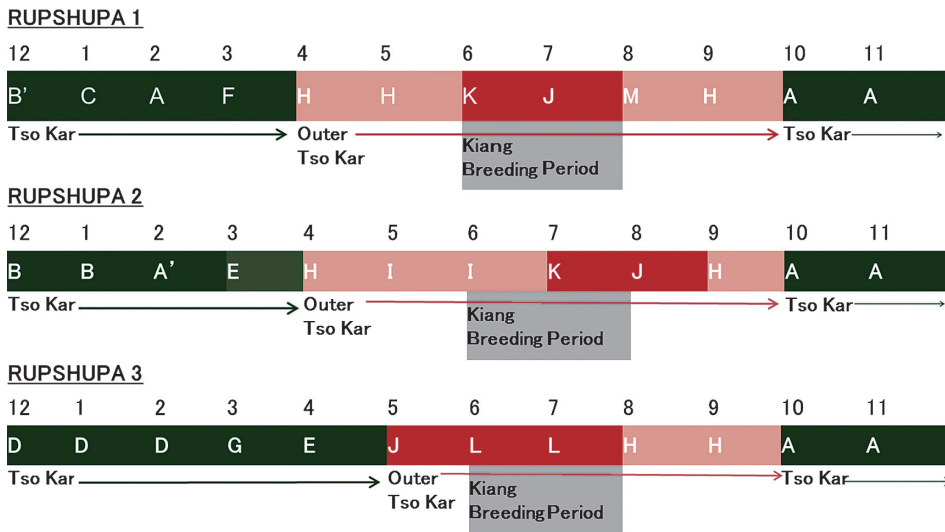 RUPSHUPA 1
12 1 2 3 4 5 6 7 8 9 10 11
B' C A F H H K J M H A A
Tso Kar Outer Tso Kar
Tso Kar Kiang
Breeding Period
RUPSHUPA 2
12 1 2 3 4 5 6 7 8 9 10 11
B B A’ E H I I K J H A A
Tso Kar Outer Tso Kar
Tso Kar Kiang
Breeding Period
RUPSHUPA 3
12 1 2 3 4 5 6 7 8 9 10 11
D D D G E J L L H H A A
Tso Kar Outer Tso Kar
Tso Kar Kiang
Breeding Period